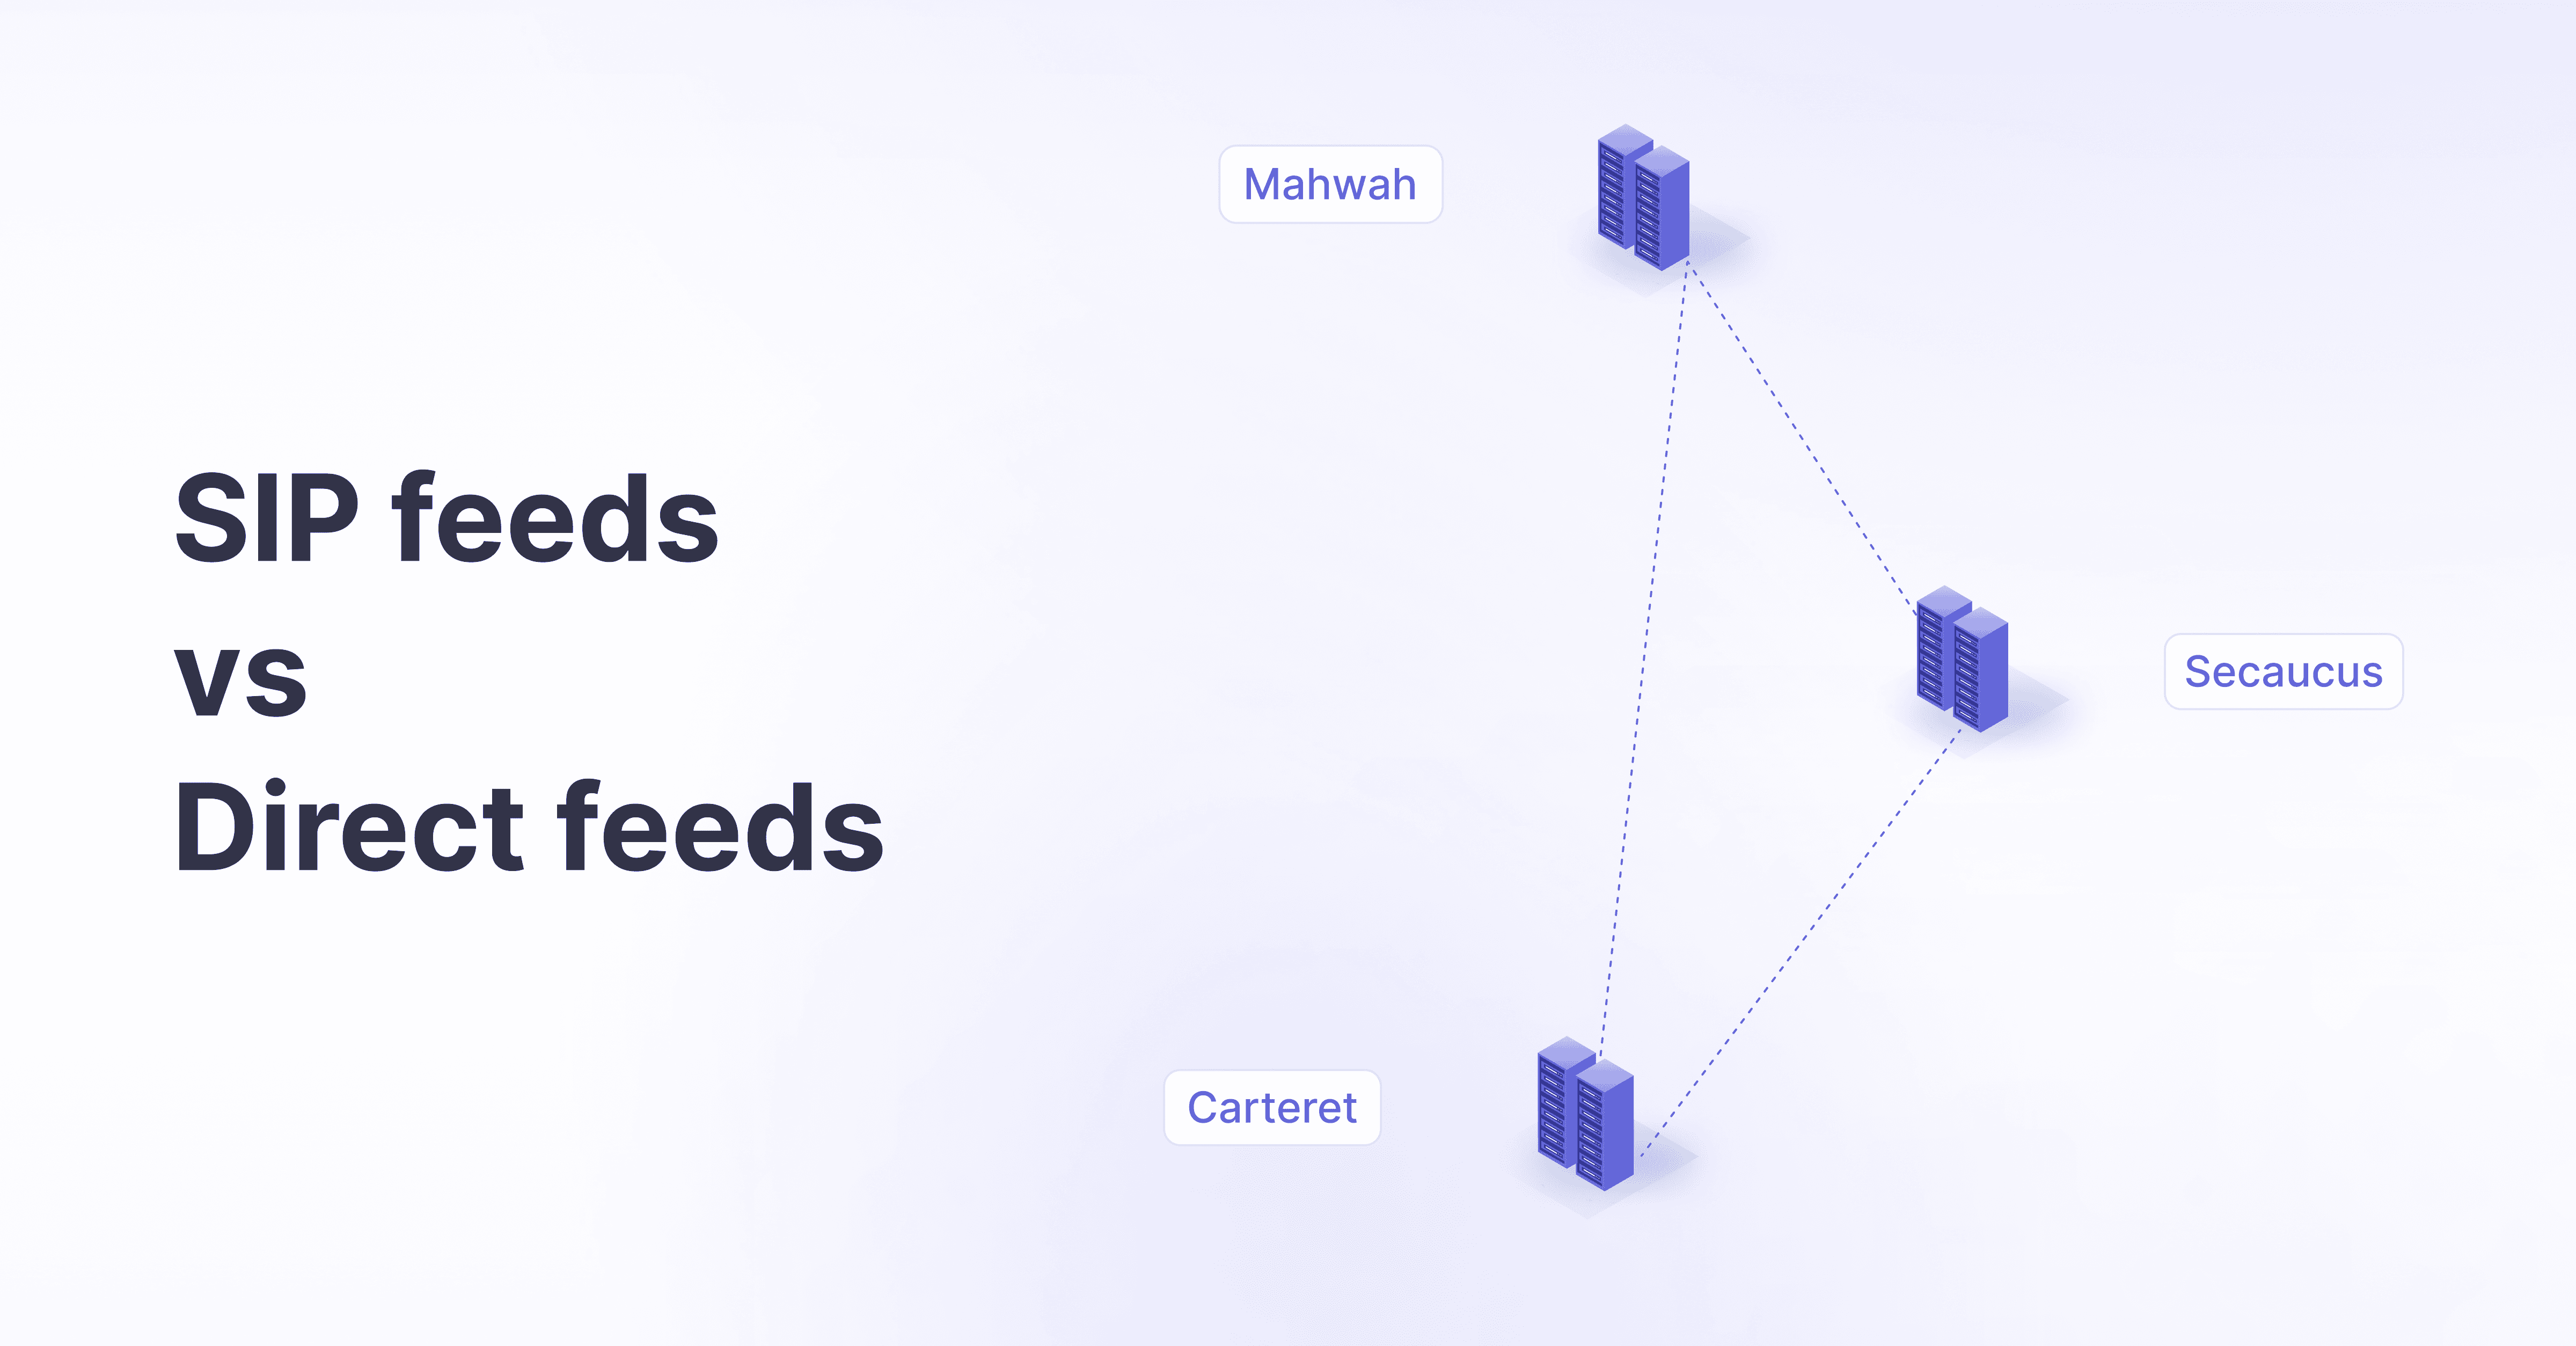 SIP feeds
vs
Direct feeds
Mahwah
Secaucus
Carteret